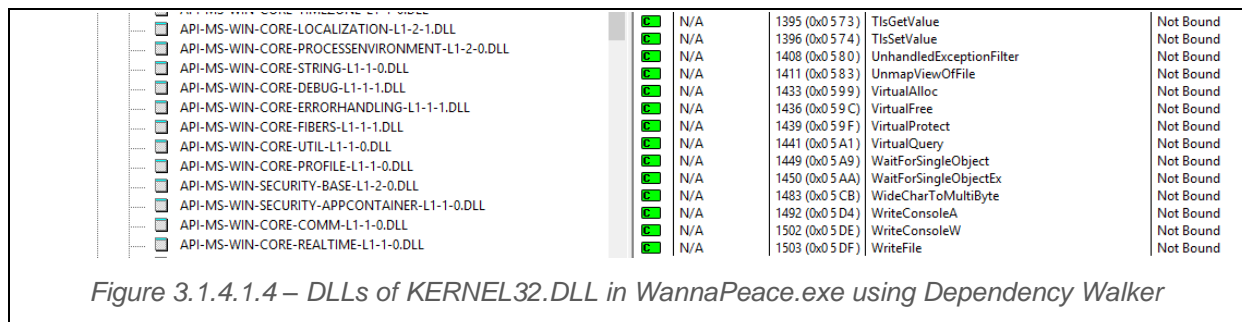 API-MS-WIN-CORE-TIMEZONE-L1-1-0.DLL
API-MS-WIN-CORE-LOCALIZATION-L1-2-1.DLL
API-MS-WIN-CORE-PROCESSENVIRONMENT-L1-2-0.DLL
API-MS-WIN-CORE-STRING-L1-1-0.DLL
API-MS-WIN-CORE-DEBUG-L1-1-1.DLL
API-MS-WIN-CORE-ERRORHANDLING-L1-1-1.DLL
API-MS-WIN-CORE-FIBERS-L1-1-1.DLL
API-MS-WIN-CORE-UTIL-L1-1-0.DLL
API-MS-WIN-CORE-PROFILE-L1-1-0.DLL
API-MS-WIN-SECURITY-BASE-L1-2-0.DLL
API-MS-WIN-SECURITY-APPCONTAINER-L1-1-0.DLL
API-MS-WIN-CORE-COMM-L1-1-0.DLL
API-MS-WIN-CORE-REALTIME-L1-1-0.DLL
C N/A 1395 (0x0573) TlsGetValue Not Bound
C N/A 1396 (0x0574) TlsSetValue Not Bound
C N/A 1408 (0x0580) UnhandledExceptionFilter Not Bound
C N/A 1411 (0x0583) UnmapViewOfFile Not Bound
C N/A 1433 (0x0599) VirtualAlloc Not Bound
C N/A 1436 (0x059C) VirtualFree Not Bound
C N/A 1439 (0x059F) VirtualProtect Not Bound
C N/A 1441 (0x05A1) VirtualQuery Not Bound
C N/A 1449 (0x05A9) WaitForSingleObject Not Bound
C N/A 1450 (0x05AA) WaitForSingleObjectEx Not Bound
C N/A 1483 (0x05CB) WideCharToMultiByte Not Bound
C N/A 1492 (0x05D4) WriteConsoleA Not Bound
C N/A 1502 (0x05DE) WriteConsoleW Not Bound
C N/A 1503 (0x05DF) WriteFile Not Bound
Figure 3.1.4.1.4 – DLLs of KERNEL32.DLL in WannaPeace.exe using Dependency Walker